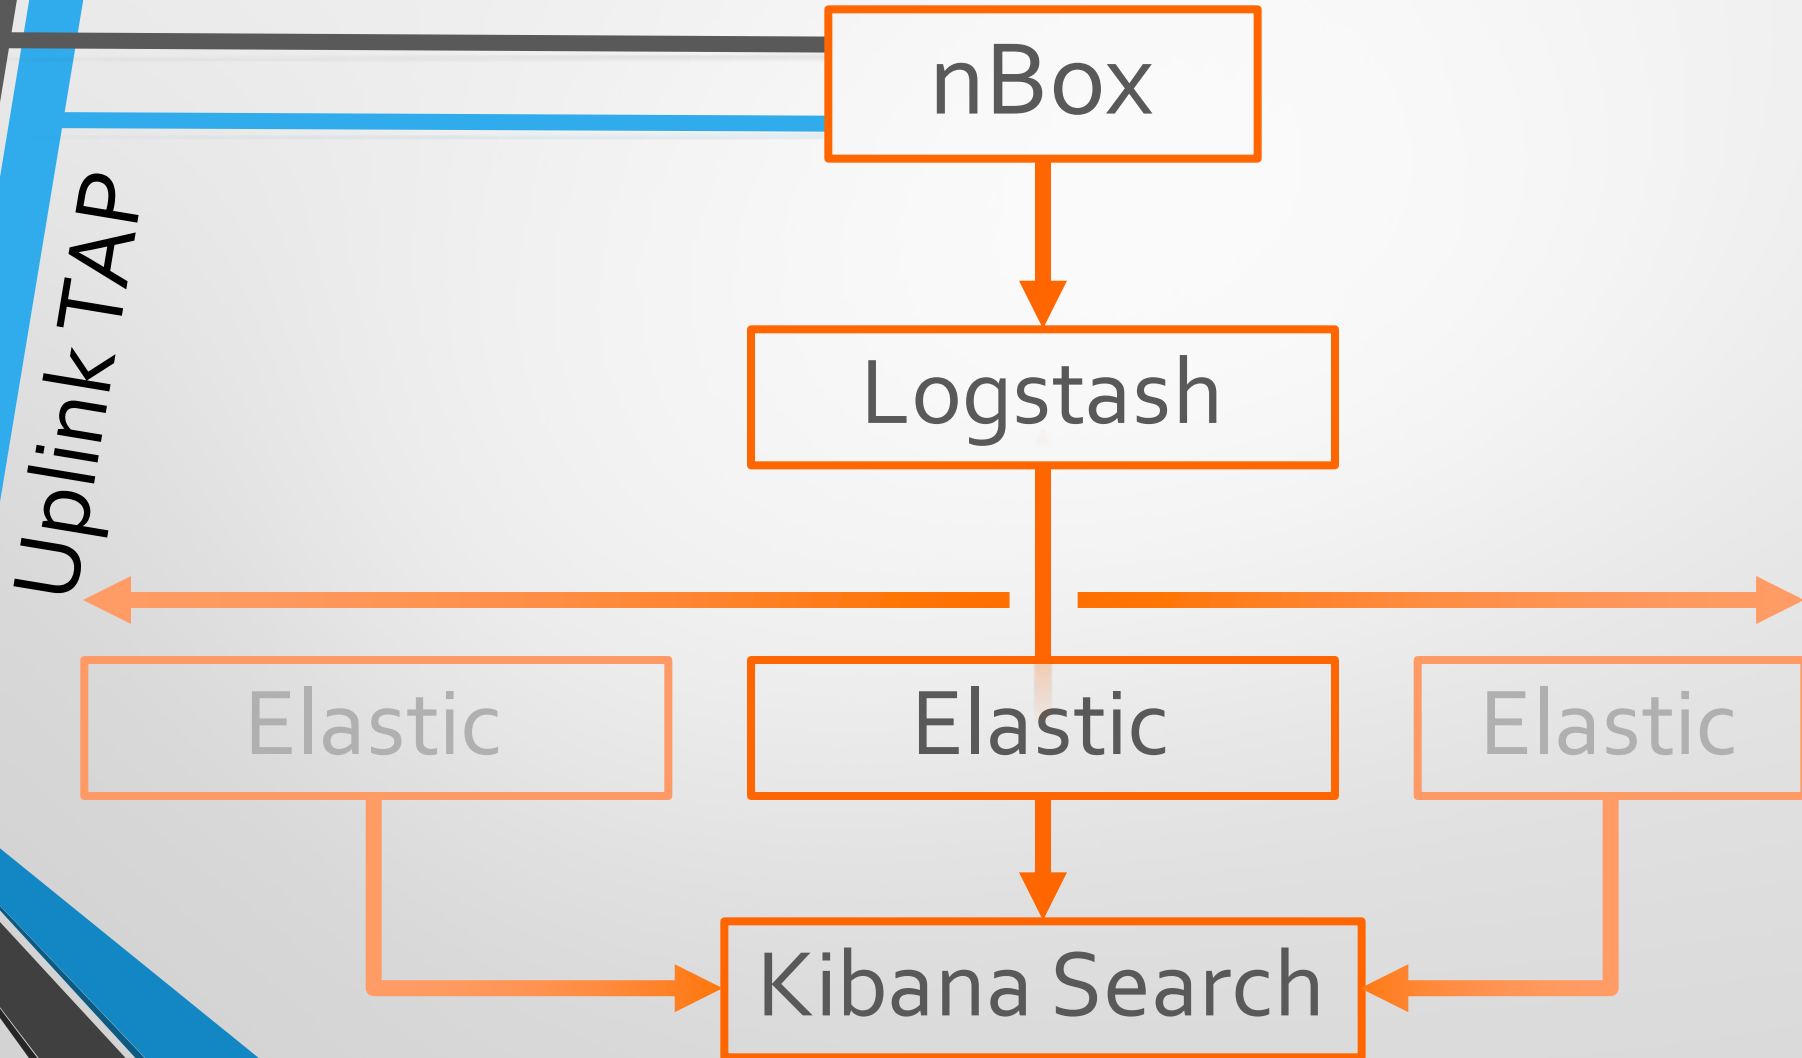 nBox
Uplink TAP
Logstash
Elastic
Elastic
Elastic
Kibana Search